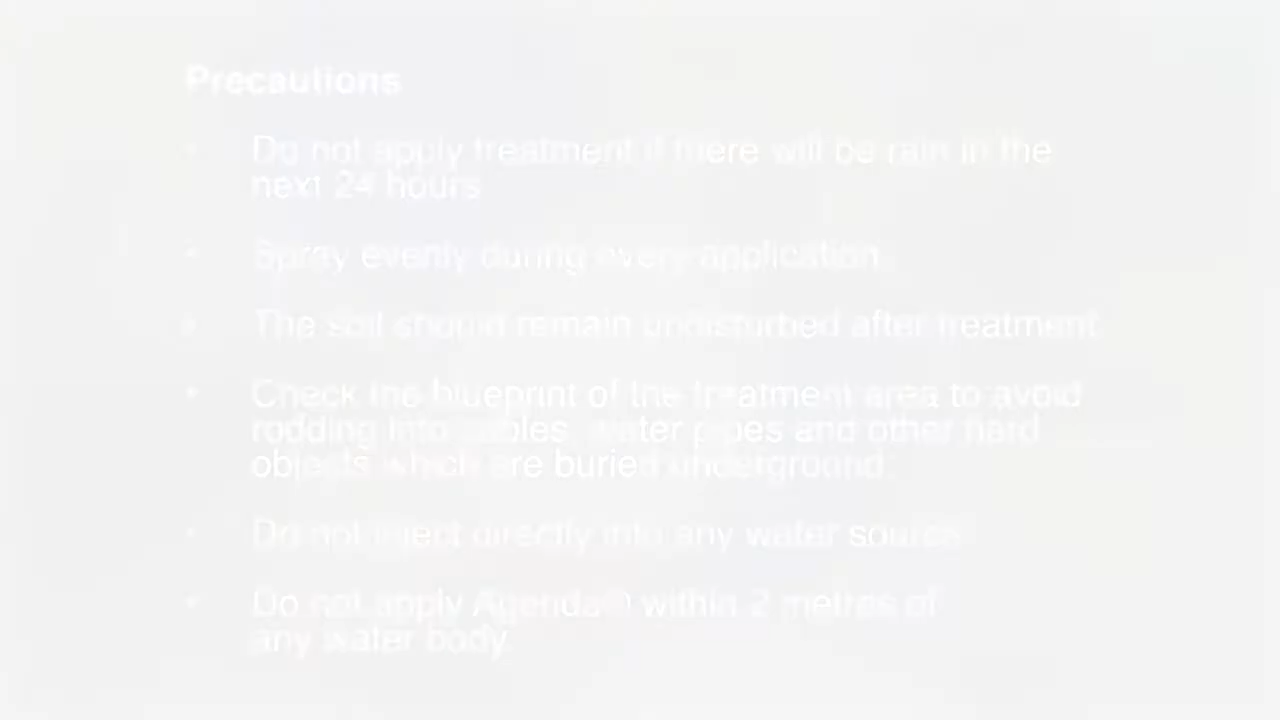 Precautions
• Do not apply treatment if there will be rain in the
next 24 hours
• Spray evenly during every application.
• The soil should remain undisturbed after treatment.
• Check the blueprint of the treatment area to avoid
rodding into cables, water pipes and other hard
objects which are buried underground.
• Do not inject directly into any water source
• Do not apply Agenda® within 2 metres of
any water body.